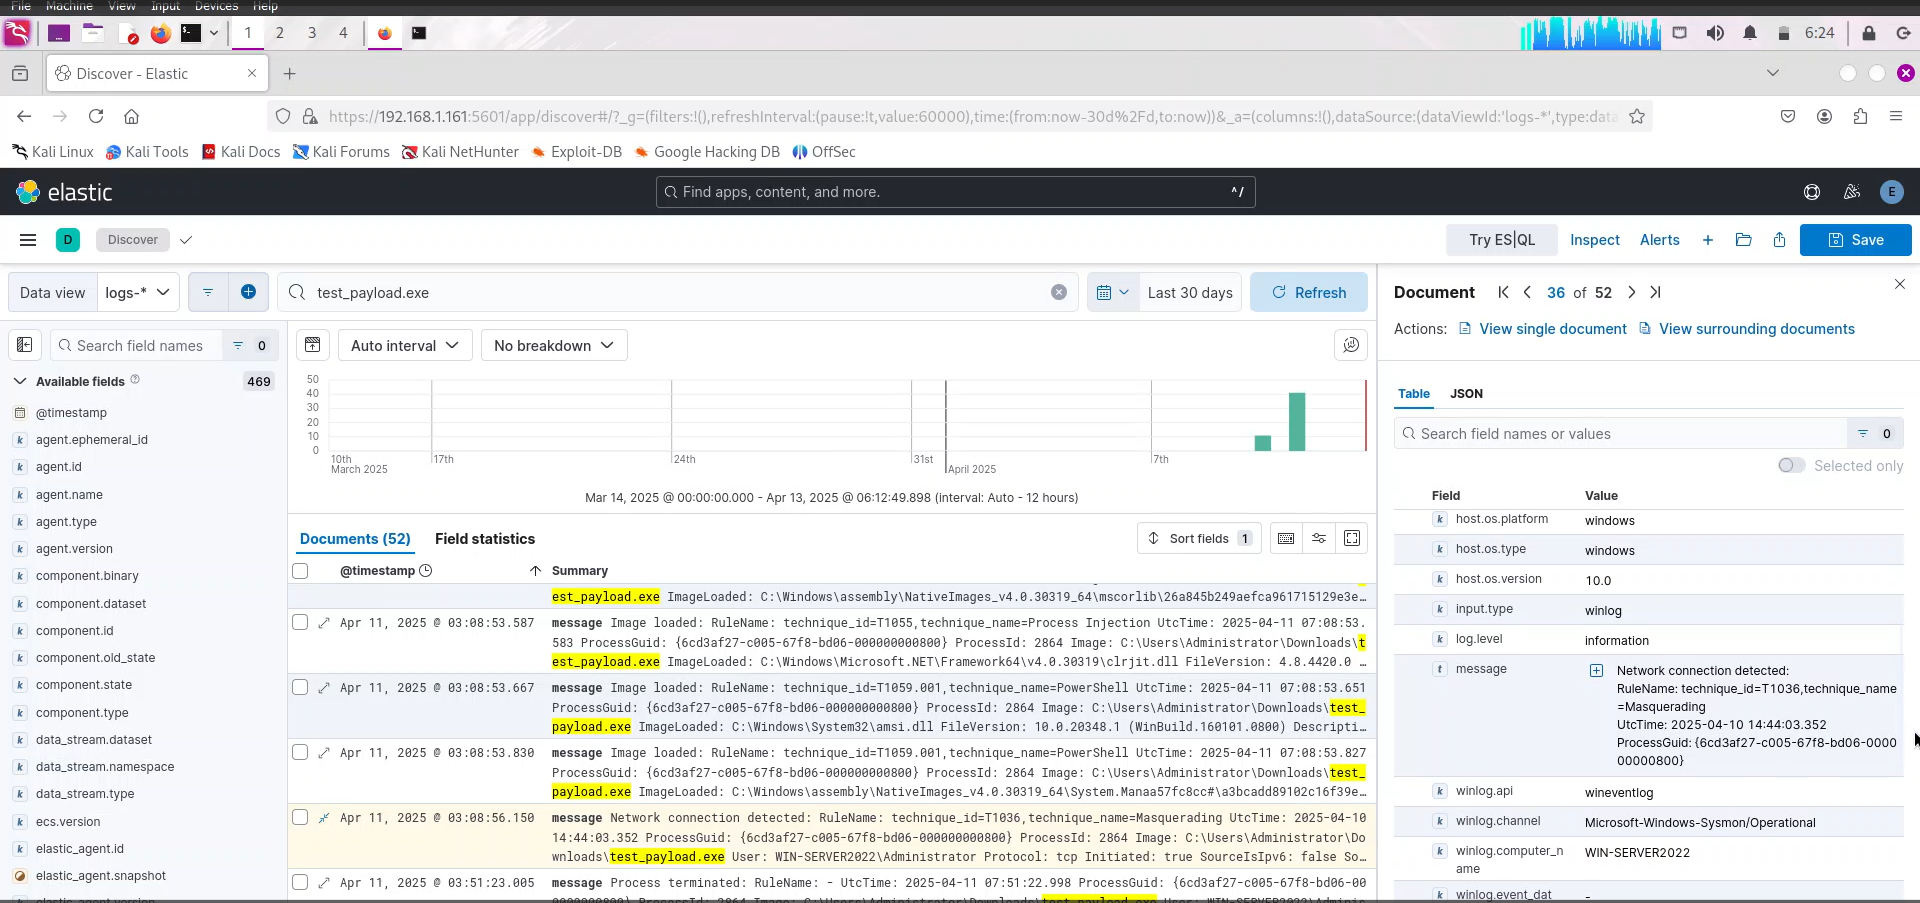 File Machine View Input Devices Help
1 2 3 4
6:24
Discover - Elastic
https://192.168.1.161:5601/app/discover#/?_g=(filters:!(),refreshInterval:(pause:!t,value:60000),time:(from:now-30d%2Fd,to:now))&_a=(columns:!(),dataSource:(dataViewId:'logs-*',type:data
Kali Linux Kali Tools Kali Docs Kali Forums Kali NetHunter Exploit-DB Google Hacking DB OffSec
elastic
Find apps, content, and more. ^/
E
D Discover
Try ES|QL Inspect Alerts + Save
Data view logs-*
test_payload.exe
Last 30 days Refresh
Search field names 0
Available fields 469
@timestamp
agent.ephemeral_id
agent.id
agent.name
agent.type
agent.version
component.binary
component.dataset
component.id
component.old_state
component.state
component.type
data_stream.dataset
data_stream.namespace
data_stream.type
ecs.version
elastic_agent.id
elastic_agent.snapshot
elastic_agent.version
Auto interval No breakdown
50
40
30
20
10
0
10th 17th 24th 31st 7th
March 2025 April 2025
Mar 14, 2025 @ 00:00:00.000 - Apr 13, 2025 @ 06:12:49.898 (interval: Auto - 12 hours)
Documents (52) Field statistics
Sort fields 1
@timestamp Summary
est_payload.exe ImageLoaded: C:\Windows\assembly\NativeImages_v4.0.30319_64\mscorlib\26a845b249aefca961715129e3e…
Apr 11, 2025 @ 03:08:53.587 message Image loaded: RuleName: technique_id=T1055,technique_name=Process Injection UtcTime: 2025-04-11 07:08:53.
583 ProcessGuid: {6cd3af27-c005-67f8-bd06-000000000800} ProcessId: 2864 Image: C:\Users\Administrator\Downloads\t
est_payload.exe ImageLoaded: C:\Windows\Microsoft.NET\Framework64\v4.0.30319\clrjit.dll FileVersion: 4.8.4420.0 …
Apr 11, 2025 @ 03:08:53.667 message Image loaded: RuleName: technique_id=T1059.001,technique_name=PowerShell UtcTime: 2025-04-11 07:08:53.651
ProcessGuid: {6cd3af27-c005-67f8-bd06-000000000800} ProcessId: 2864 Image: C:\Users\Administrator\Downloads\test_
payload.exe ImageLoaded: C:\Windows\System32\amsi.dll FileVersion: 10.0.20348.1 (WinBuild.160101.0800) Descripti…
Apr 11, 2025 @ 03:08:53.830 message Image loaded: RuleName: technique_id=T1059.001,technique_name=PowerShell UtcTime: 2025-04-11 07:08:53.827
ProcessGuid: {6cd3af27-c005-67f8-bd06-000000000800} ProcessId: 2864 Image: C:\Users\Administrator\Downloads\test_
payload.exe ImageLoaded: C:\Windows\assembly\NativeImages_v4.0.30319_64\System.Manaa57fc8cc#\a3bcadd89102c16f39e…
Apr 11, 2025 @ 03:08:56.150 message Network connection detected: RuleName: technique_id=T1036,technique_name=Masquerading UtcTime: 2025-04-10
14:44:03.352 ProcessGuid: {6cd3af27-c005-67f8-bd06-000000000800} ProcessId: 2864 Image: C:\Users\Administrator\Do
wnloads\test_payload.exe User: WIN-SERVER2022\Administrator Protocol: tcp Initiated: true SourceIsIpv6: false So…
Apr 11, 2025 @ 03:51:23.005 message Process terminated: RuleName: - UtcTime: 2025-04-11 07:51:22.998 ProcessGuid: {6cd3af27-c005-67f8-bd06-00
Document 36 of 52
Actions: View single document View surrounding documents
Table JSON
Search field names or values 0
Selected only
Field Value
host.os.platform windows
host.os.type windows
host.os.version 10.0
input.type winlog
log.level information
message Network connection detected:
RuleName: technique_id=T1036,technique_name
=Masquerading
UtcTime: 2025-04-10 14:44:03.352
ProcessGuid: {6cd3af27-c005-67f8-bd06-0000
00000800}
winlog.api wineventlog
winlog.channel Microsoft-Windows-Sysmon/Operational
winlog.computer_n WIN-SERVER2022
ame
winlog.event_dat -